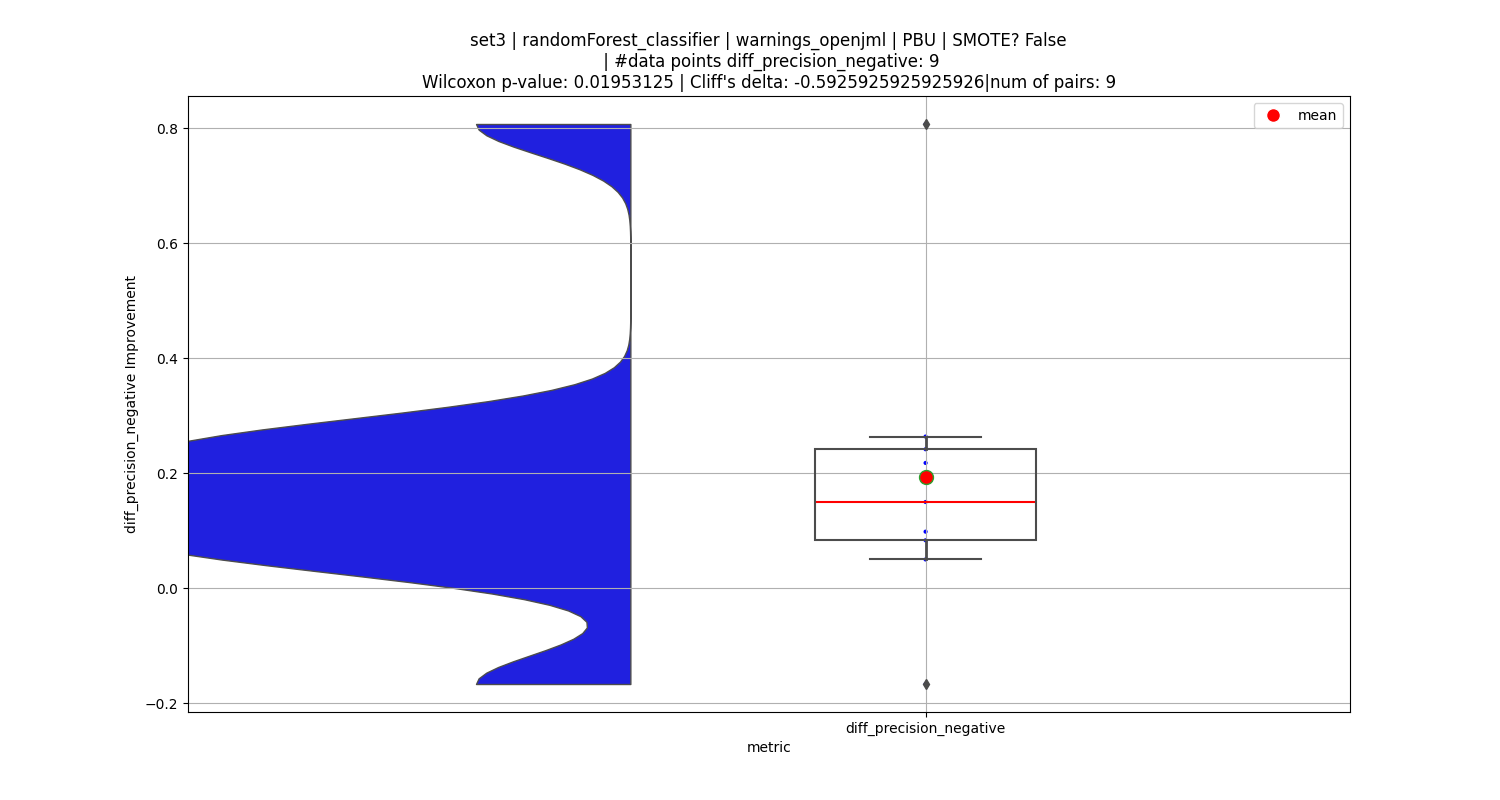 set3 | randomForest_classifier | warnings_openjml | PBU | SMOTE? False
| #data points diff_precision_negative: 9
Wilcoxon p-value: 0.01953125 | Cliff's delta: -0.5925925925925926|num of pairs: 9
mean
0.8
0.6
0.4
0.2
0.0
−0.2
diff_precision_negative Improvement
diff_precision_negative
metric